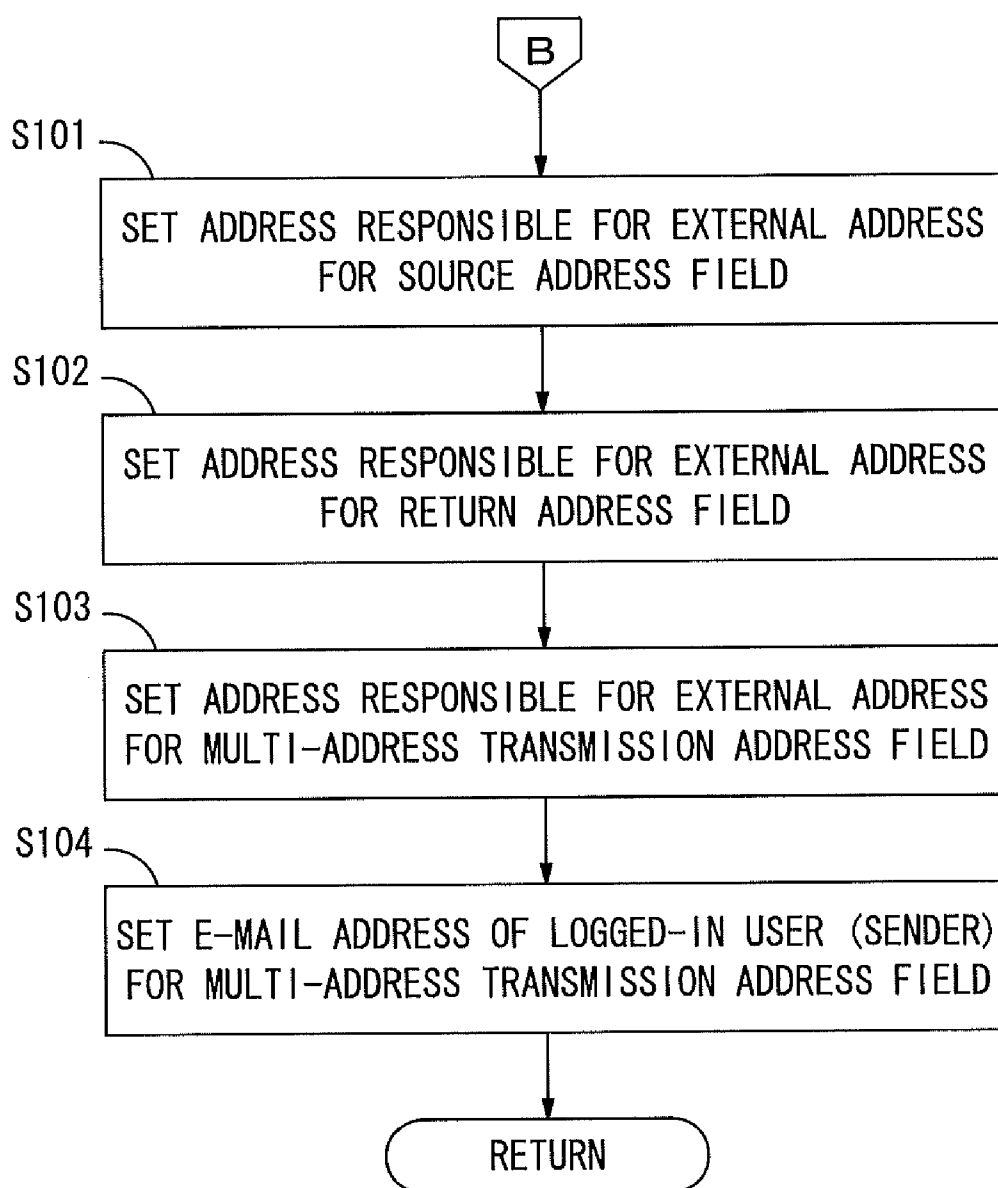 B
S101
SET ADDRESS RESPONSIBLE FOR EXTERNAL ADDRESS
FOR SOURCE ADDRESS FIELD
S102
SET ADDRESS RESPONSIBLE FOR EXTERNAL ADDRESS
FOR RETURN ADDRESS FIELD
S103
SET ADDRESS RESPONSIBLE FOR EXTERNAL ADDRESS
FOR MULTI-ADDRESS TRANSMISSION ADDRESS FIELD
S104
SET E-MAIL ADDRESS OF LOGGED-IN USER (SENDER)
FOR MULTI-ADDRESS TRANSMISSION ADDRESS FIELD
RETURN